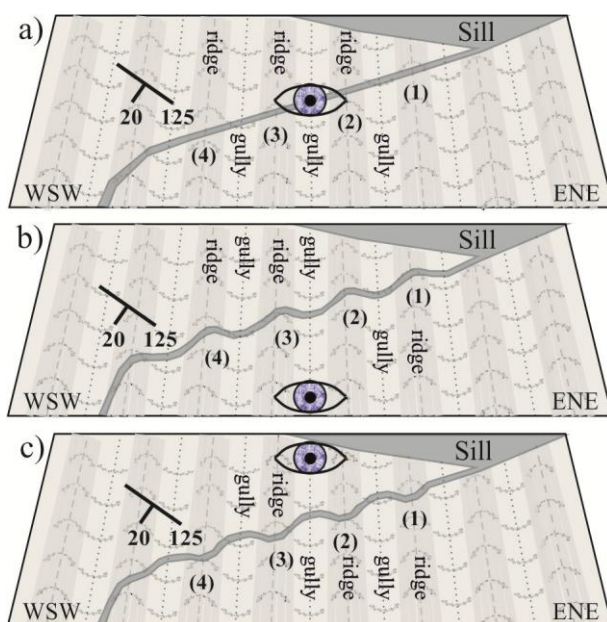 a)
Sill
ridge ridge ridge
20 125
(1)
(2)
(3)
(4)
gully gully gully
WSW ENE
b)
Sill
ridge gully ridge gully
20 125
(1)
(2)
(3)
(4)
gully ridge
WSW ENE
c)
Sill
gully ridge
20 125
(1)
(2)
(3)
(4)
gully ridge gully ridge
WSW ENE